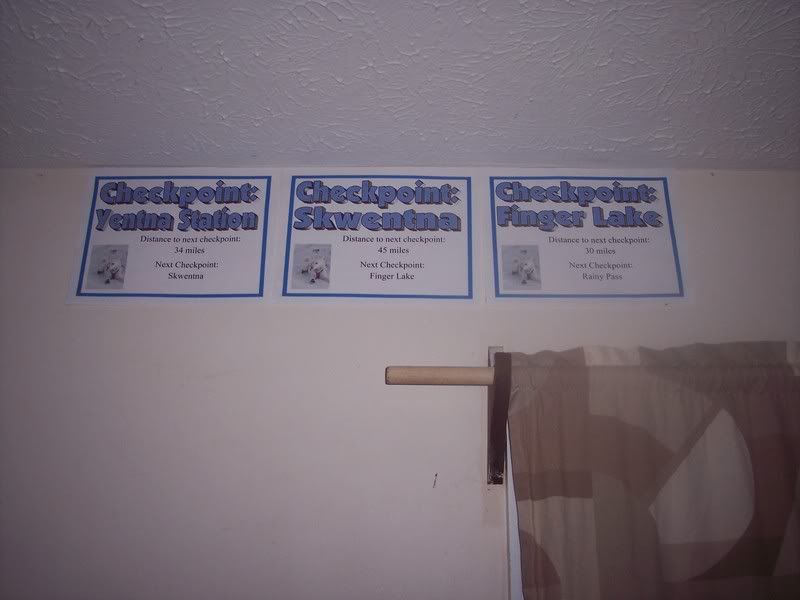 Checkpoint:
Yentna Station
Distance to next checkpoint:
34 miles
Next Checkpoint:
Skwentna
Checkpoint:
Skwentna
Distance to next checkpoint:
45 miles
Next Checkpoint:
Finger Lake
Checkpoint:
Finger Lake
Distance to next checkpoint:
30 miles
Next Checkpoint:
Rainy Pass